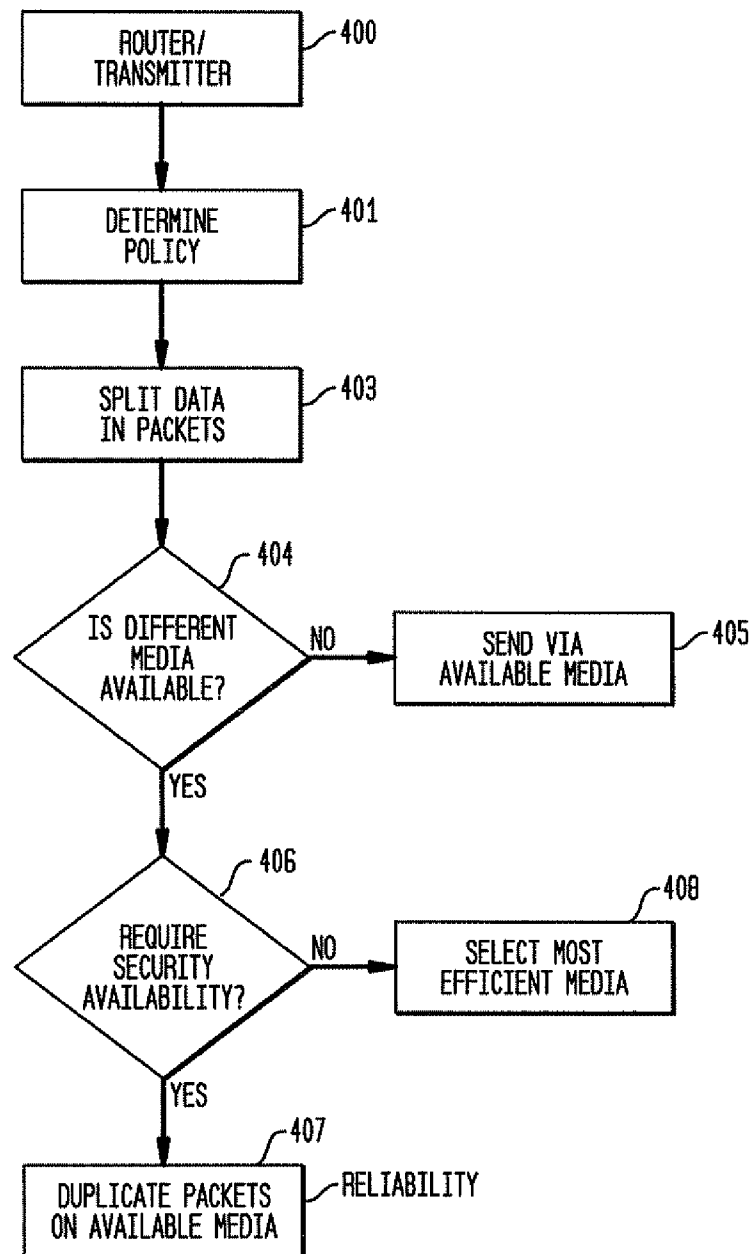 ROUTER/
TRANSMITTER
400
DETERMINE
POLICY
401
SPLIT DATA
IN PACKETS
403
404
IS DIFFERENT
MEDIA
AVAILABLE?
NO
SEND VIA
AVAILABLE MEDIA
405
YES
406
REQUIRE
SECURITY
AVAILABILITY?
NO
408
SELECT MOST
EFFICIENT MEDIA
YES
407
DUPLICATE PACKETS
ON AVAILABLE MEDIA
RELIABILITY